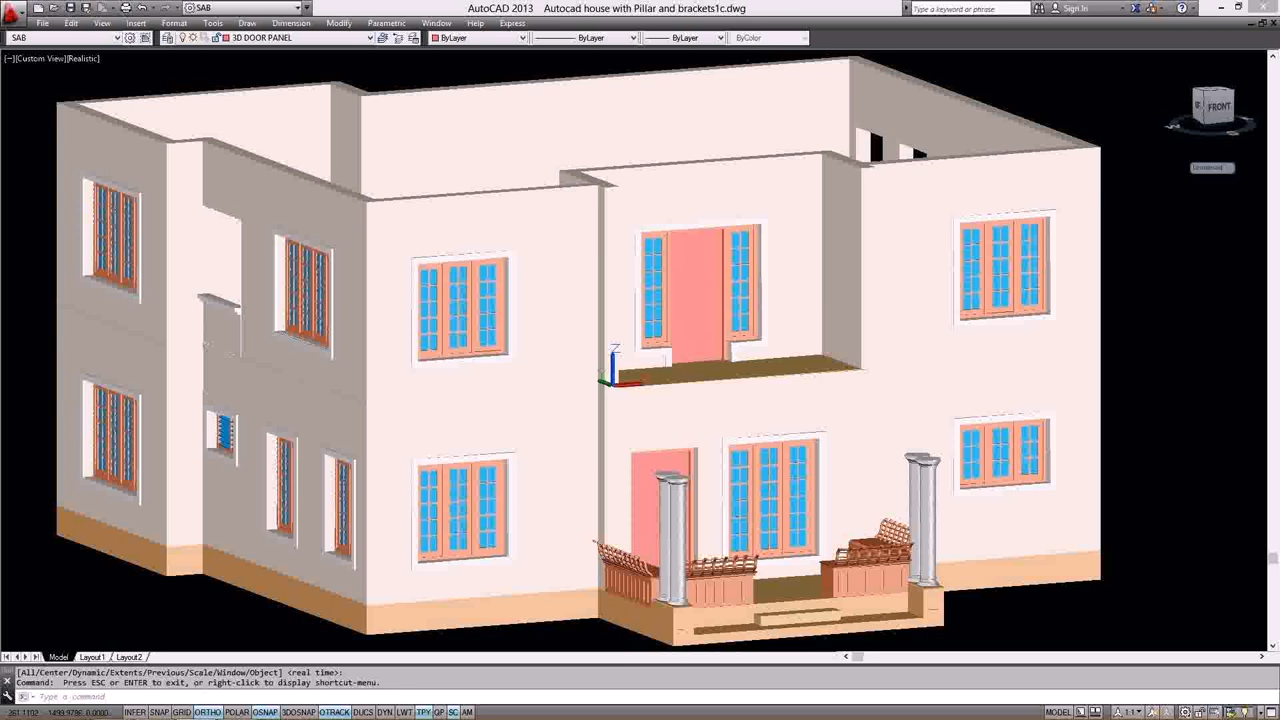 SAB
AutoCAD 2013 Autocad house with Pillar and brackets1c.dwg
Type a keyword or phrase
Sign In
File Edit View Insert Format Tools Draw Dimension Modify Parametric Window Help Express
SAB
3D DOOR PANEL
ByLayer
ByLayer
ByLayer
ByColor
[−][Custom View][Realistic]
FRONT
Unnamed
Z
Model Layout1 Layout2
[All/Center/Dynamic/Extents/Previous/Scale/Window/Object] <real time>:
Command: Press ESC or ENTER to exit, or right-click to display shortcut-menu.
Type a command
INFER SNAP GRID ORTHO POLAR OSNAP 3DOSNAP OTRACK DUCS DYN LWT TPY QP SC AM
MODEL
1:1